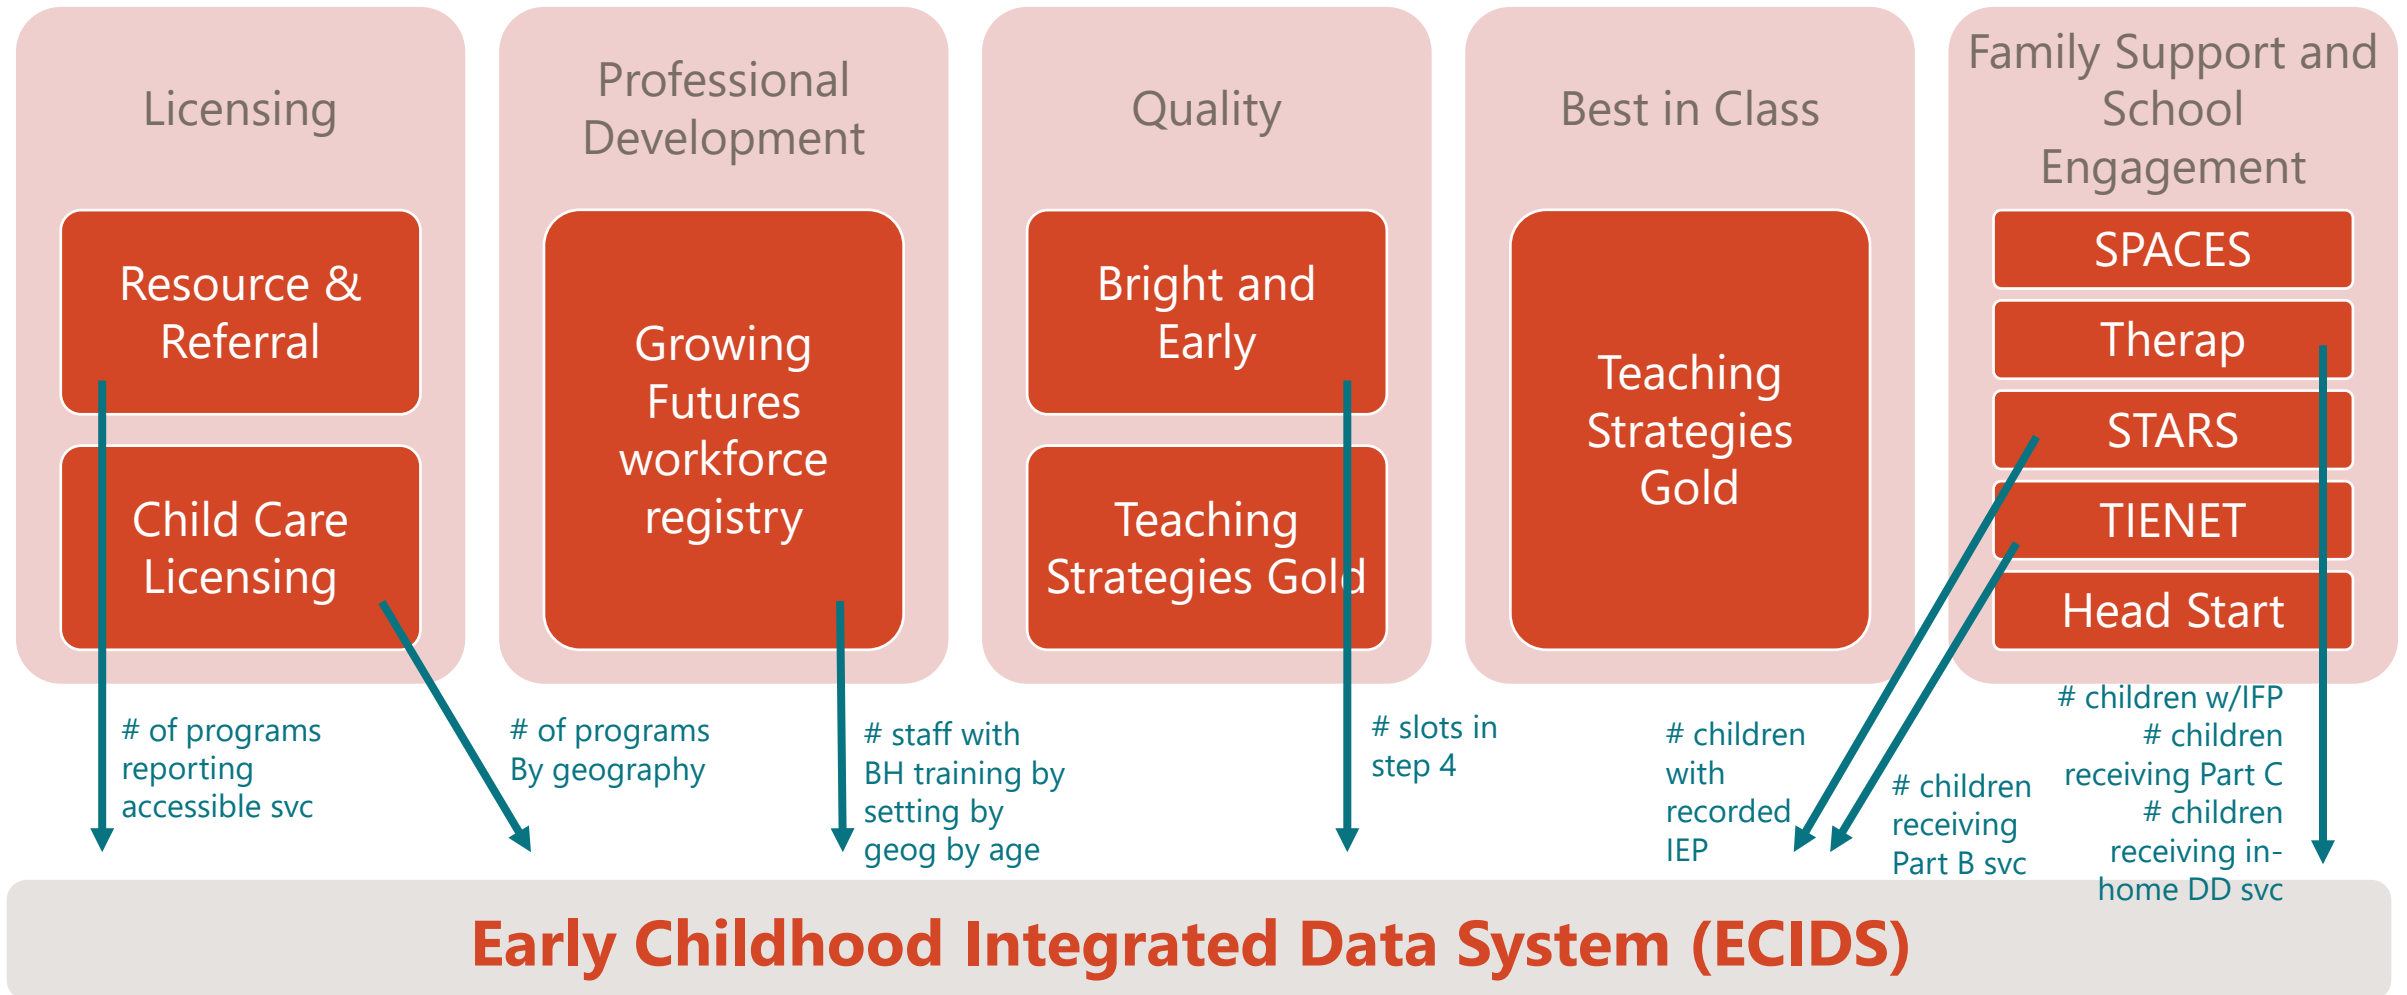 Licensing
Resource &
Referral
Child Care
Licensing
Professional
Development
Growing
Futures
workforce
registry
Quality
Bright and
Early
Teaching
Strategies Gold
Best in Class
Teaching
Strategies
Gold
Family Support and
School
Engagement
SPACES
Therap
STARS
TIENET
Head Start
# of programs
reporting
accessible svc
# of programs
By geography
# staff with
BH training by
setting by
geog by age
# slots in
step 4
# children
with
recorded
IEP
# children
receiving
Part B svc
# children w/IFP
# children
receiving Part C
# children
receiving in-
home DD svc
Early Childhood Integrated Data System (ECIDS)